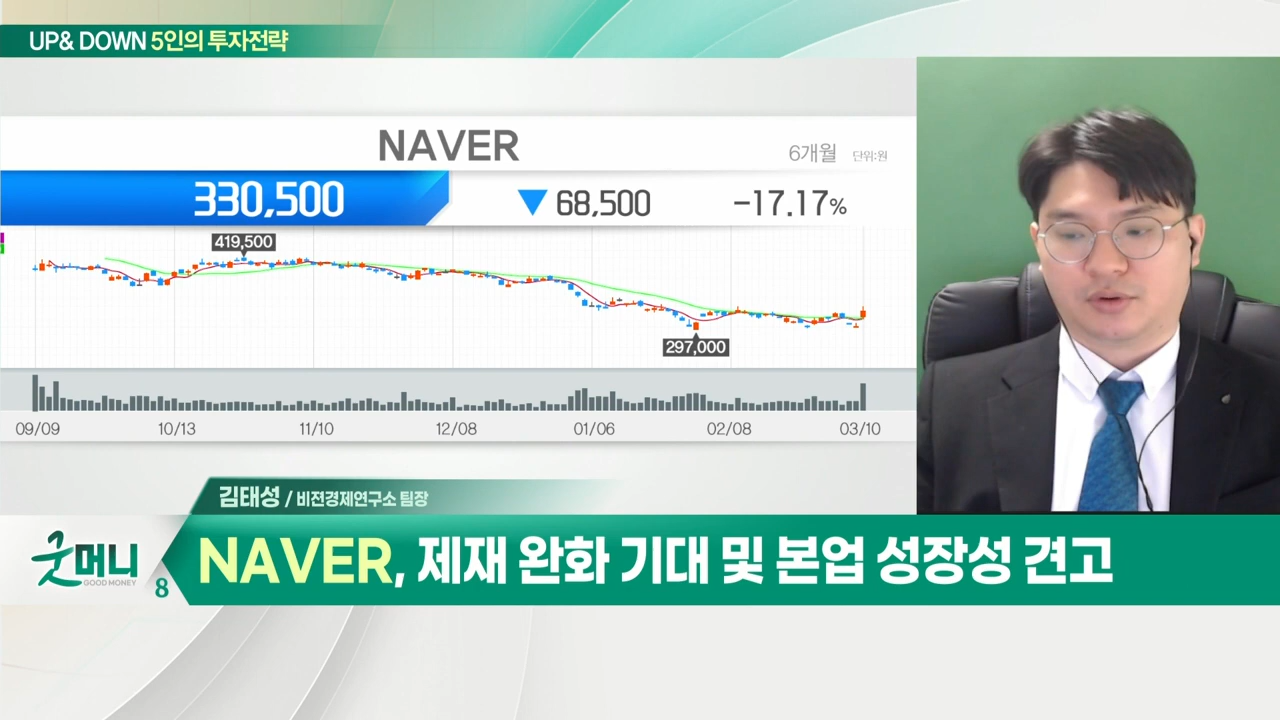 UP& DOWN 5인의 투자전략
NAVER
6개월 단위:원
330,500 ▼ 68,500 -17.17%
419,500
297,000
09/09 10/13 11/10 12/08 01/06 02/08 03/10
김태성 / 비젼경제연구소 팀장
굿머니
GOOD MONEY
8
NAVER, 제재 완화 기대 및 본업 성장성 견고